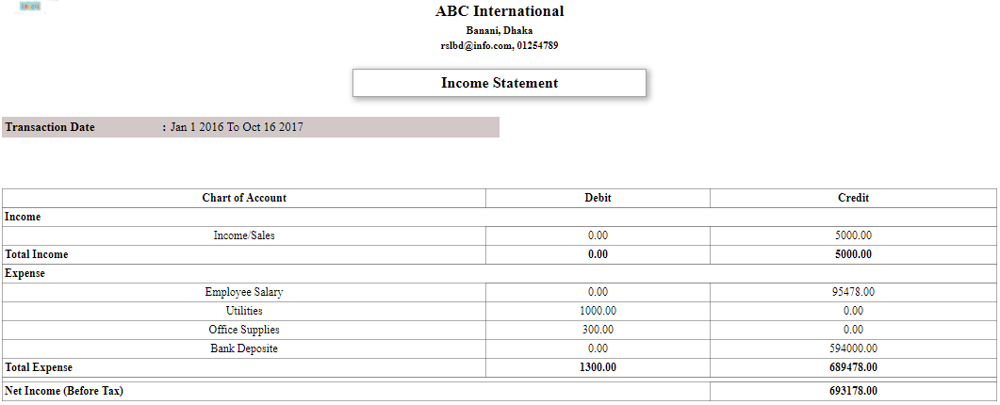 ABC International
Banani, Dhaka
rslbd@info.com, 01254789
Income Statement
Transaction Date : Jan 1 2016 To Oct 16 2017
Chart of Account Debit Credit
Income
Income/Sales 0.00 5000.00
Total Income 0.00 5000.00
Expense
Employee Salary 0.00 95478.00
Utilities 1000.00 0.00
Office Supplies 300.00 0.00
Bank Deposite 0.00 594000.00
Total Expense 1300.00 689478.00
Net Income (Before Tax) 693178.00